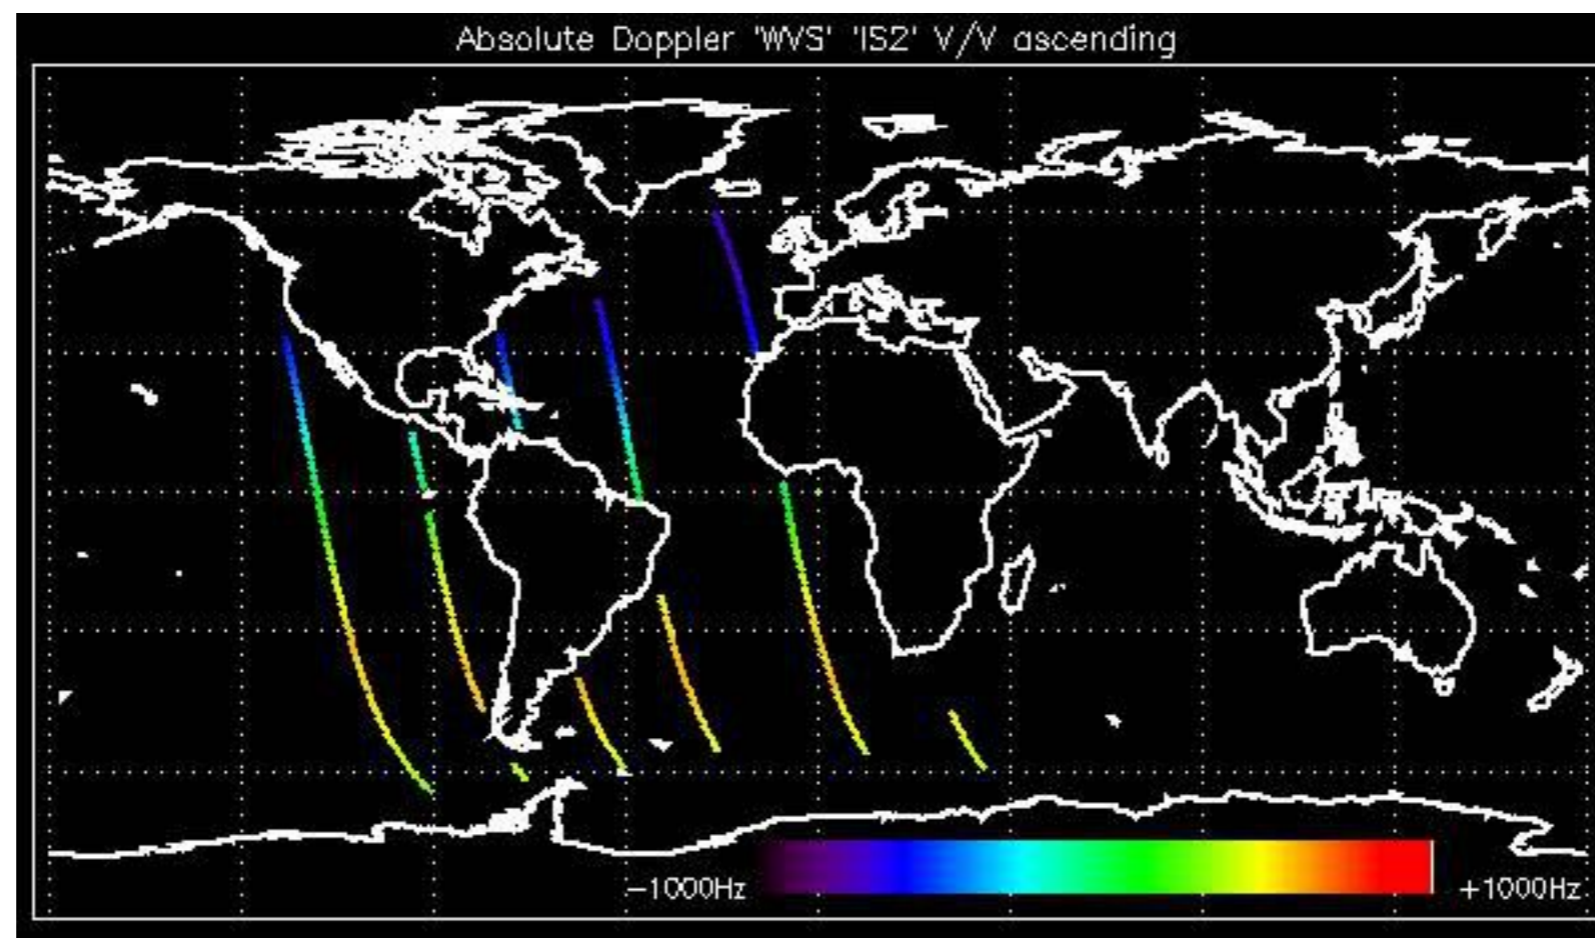 Absolute Doppler 'WVS' 'IS2' V/V ascending
−1000Hz +1000Hz